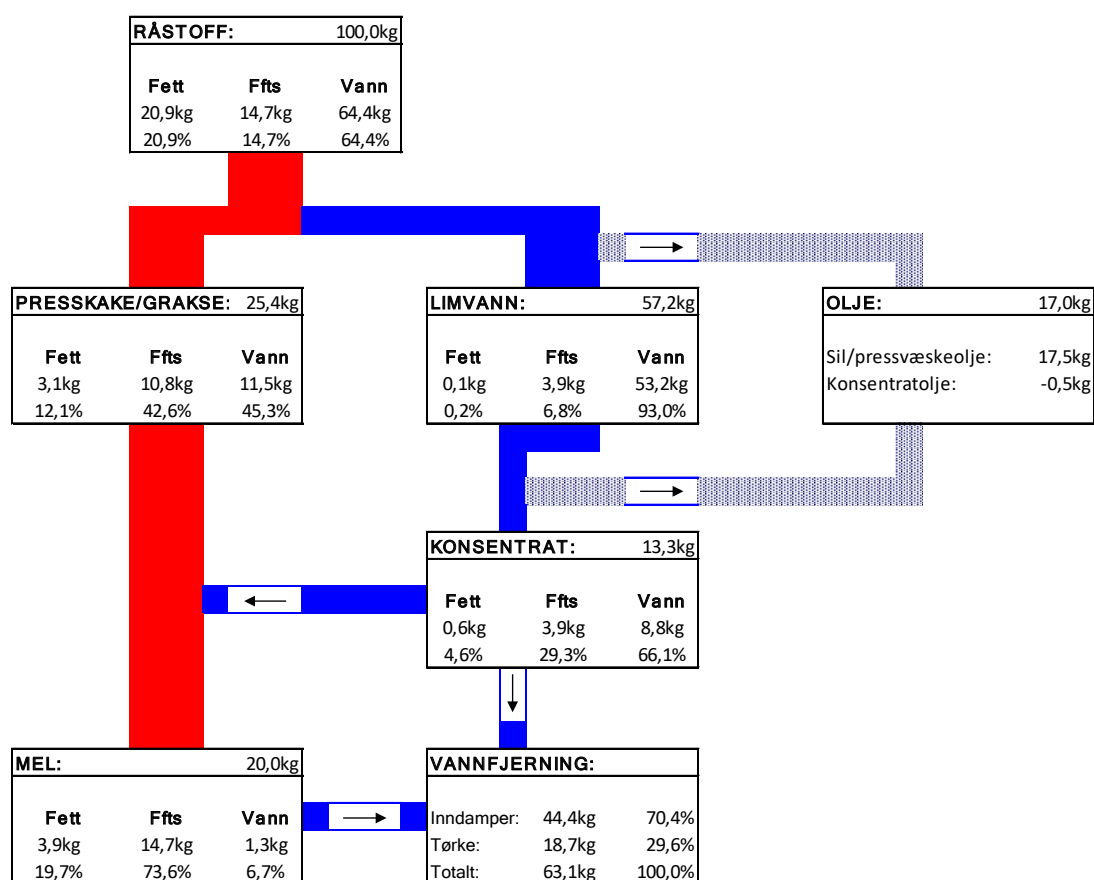 RÅSTOFF: 100,0kg
Fett Ffts Vann
20,9kg 14,7kg 64,4kg
20,9% 14,7% 64,4%
PRESSKAKE/GRAKSE: 25,4kg
Fett Ffts Vann
3,1kg 10,8kg 11,5kg
12,1% 42,6% 45,3%
LIMVANN: 57,2kg
Fett Ffts Vann
0,1kg 3,9kg 53,2kg
0,2% 6,8% 93,0%
OLJE: 17,0kg
Sil/pressvæskeolje: 17,5kg
Konsentratolje: -0,5kg
KONSENTRAT: 13,3kg
Fett Ffts Vann
0,6kg 3,9kg 8,8kg
4,6% 29,3% 66,1%
MEL: 20,0kg
Fett Ffts Vann
3,9kg 14,7kg 1,3kg
19,7% 73,6% 6,7%
VANNFJERNING:
Inndamper: 44,4kg 70,4%
Tørke: 18,7kg 29,6%
Totalt: 63,1kg 100,0%